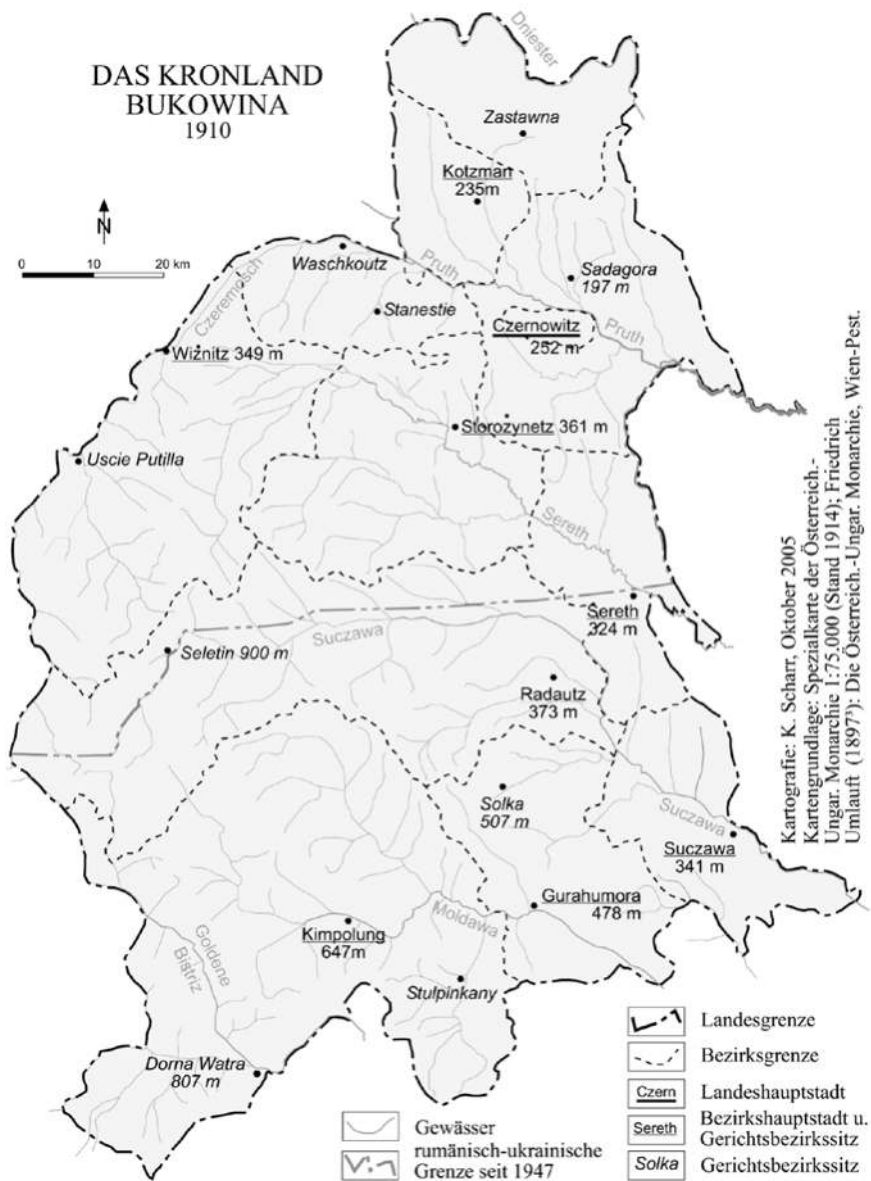 DAS KRONLAND
BUKOWINA
1910
N
0 10 20 km
Dniester
Zastawna
Kotzman
235m
Sadagora
197 m
Waschkoutz
Pruth
Czeremosch
Stanestie
Czernowitz
252 m
Pruth
Wiżnitz 349 m
Storozynetz 361 m
Uscie Putilla
Sereth
Sereth
324 m
Seletin 900 m
Suczawa
Radautz
373 m
Solka
507 m
Suczawa
Suczawa
341 m
Gurahumora
478 m
Moldawa
Kimpolung
647m
Goldene
Bistriz
Stulpinkany
Dorna Watra
807 m
Kartografie: K. Scharr, Oktober 2005
Kartengrundlage: Spezialkarte der Österreich.-
Ungar. Monarchie 1:75.000 (Stand 1914); Friedrich
Umlauft (1897³): Die Österreich.-Ungar. Monarchie, Wien-Pest.
Gewässer
rumänisch-ukrainische
Grenze seit 1947
Landesgrenze
Bezirksgrenze
Czern Landeshauptstadt
Sereth Bezirkshauptstadt u.
Gerichtsbezirkssitz
Solka Gerichtsbezirkssitz